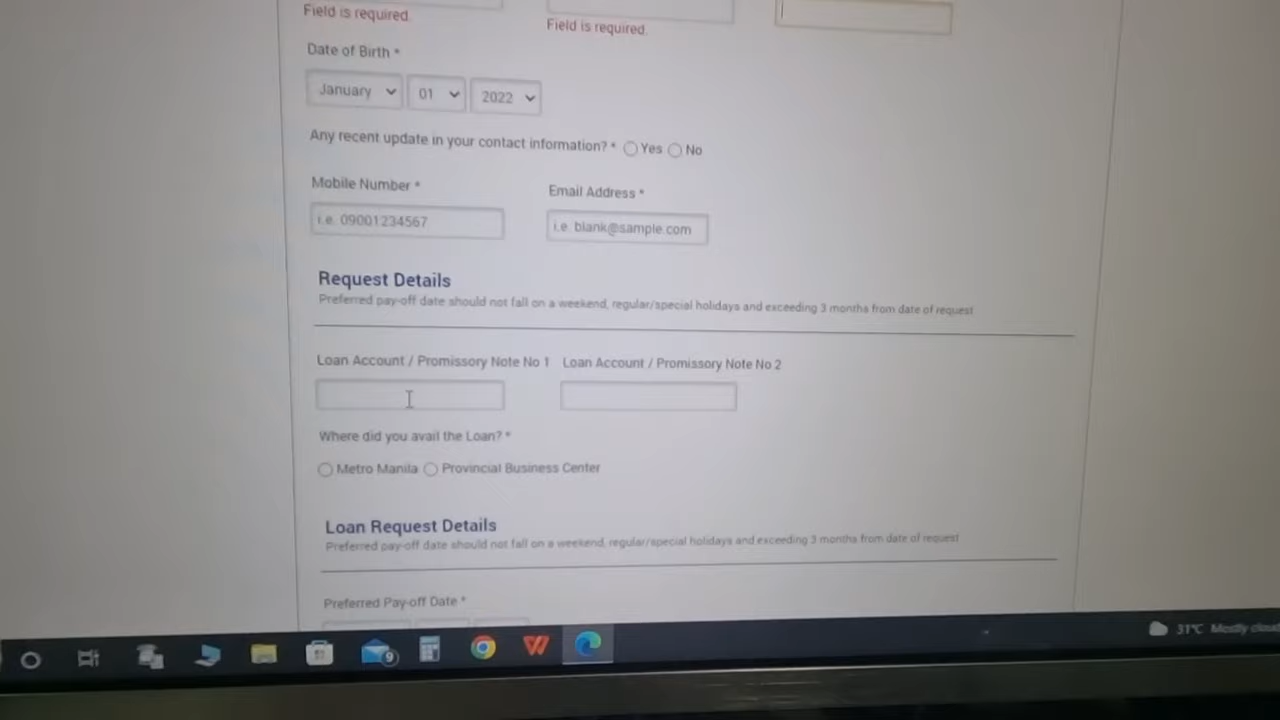 Field is required.
Field is required.
Date of Birth *
January 01 2022
Any recent update in your contact information? * Yes No
Mobile Number * Email Address *
i.e. 09001234567 i.e. blank@sample.com
Request Details
Preferred pay-off date should not fall on a weekend, regular/special holidays and exceeding 3 months from date of request
Loan Account / Promissory Note No 1 Loan Account / Promissory Note No 2
Where did you avail the Loan? *
Metro Manila Provincial Business Center
Loan Request Details
Preferred pay-off date should not fall on a weekend, regular/special holidays and exceeding 3 months from date of request
Preferred Pay-off Date *
9 31°C Mostly